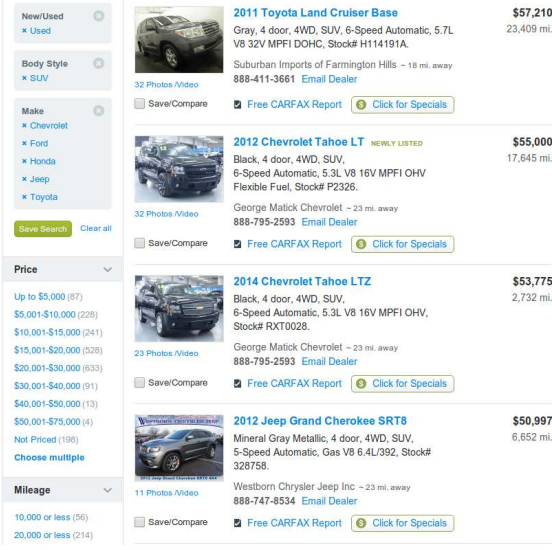 New/Used
× Used
Body Style
× SUV
Make
× Chevrolet
× Ford
× Honda
× Jeep
× Toyota
Save Search Clear all
Price
Up to $5,000 (87)
$5,001-$10,000 (228)
$10,001-$15,000 (241)
$15,001-$20,000 (528)
$20,001-$30,000 (633)
$30,001-$40,000 (91)
$40,001-$50,000 (13)
$50,001-$75,000 (4)
Not Priced (198)
Choose multiple
Mileage
10,000 or less (56)
20,000 or less (214)
2011 Toyota Land Cruiser Base $57,210
Gray, 4 door, 4WD, SUV, 6-Speed Automatic, 5.7L 23,409 mi.
V8 32V MPFI DOHC, Stock# H114191A.
Suburban Imports of Farmington Hills ~ 18 mi. away
888-411-3661 Email Dealer
32 Photos /Video
Save/Compare Free CARFAX Report $ Click for Specials
2012 Chevrolet Tahoe LT NEWLY LISTED $55,000
Black, 4 door, 4WD, SUV, 17,645 mi.
6-Speed Automatic, 5.3L V8 16V MPFI OHV
Flexible Fuel, Stock# P2326.
George Matick Chevrolet ~ 23 mi. away
32 Photos /Video
888-795-2593 Email Dealer
Save/Compare Free CARFAX Report $ Click for Specials
2014 Chevrolet Tahoe LTZ $53,775
Black, 4 door, 4WD, SUV, 2,732 mi.
6-Speed Automatic, 5.3L V8 16V MPFI OHV,
Stock# RXT0028.
George Matick Chevrolet ~ 23 mi. away
23 Photos /Video
888-795-2593 Email Dealer
Save/Compare Free CARFAX Report $ Click for Specials
WESTBORN CHRYSLER JEEP
2012 Jeep Grand Cherokee SRT8 $50,997
Mineral Gray Metallic, 4 door, 4WD, SUV, 6,652 mi.
5-Speed Automatic, Gas V8 6.4L/392, Stock#
328758.
2012 Jeep Grand Cherokee SRT8 4X4
Westborn Chrysler Jeep Inc ~ 23 mi. away
11 Photos /Video
888-747-8534 Email Dealer
Save/Compare Free CARFAX Report $ Click for Specials